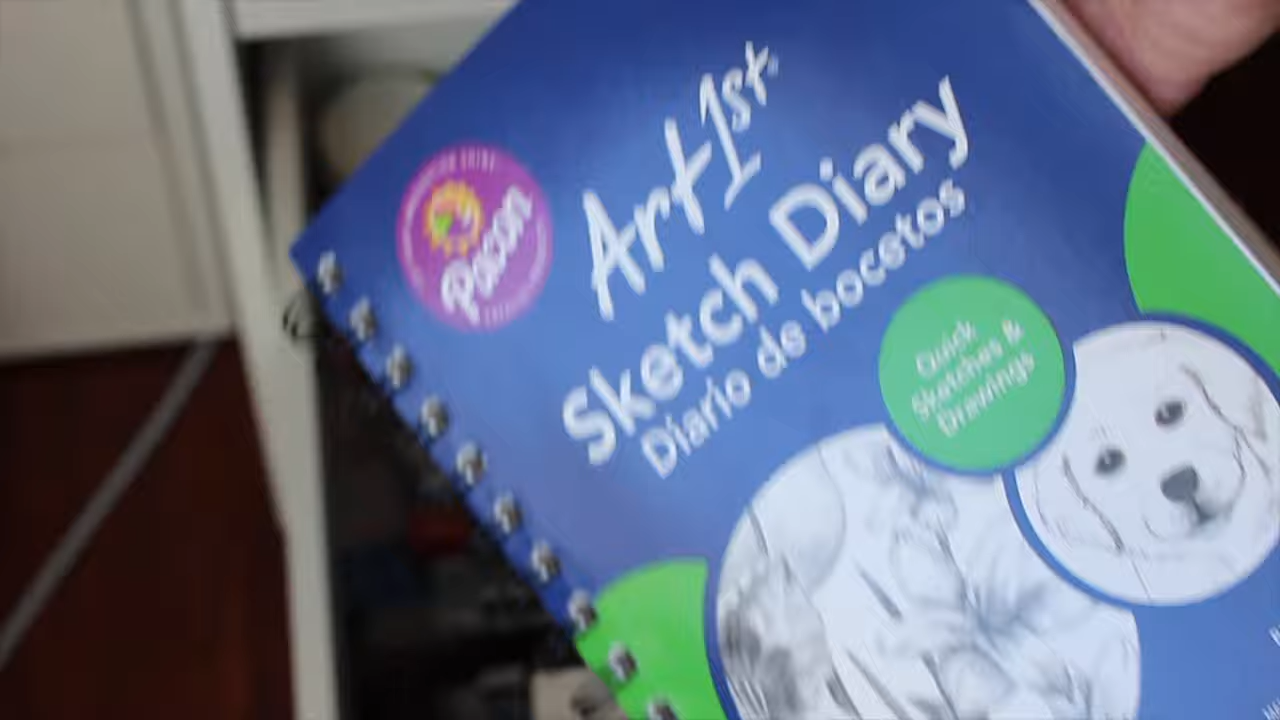 Pacon
Art1st
Sketch Diary
Diario de bocetos
Quick
Sketches &
Drawings